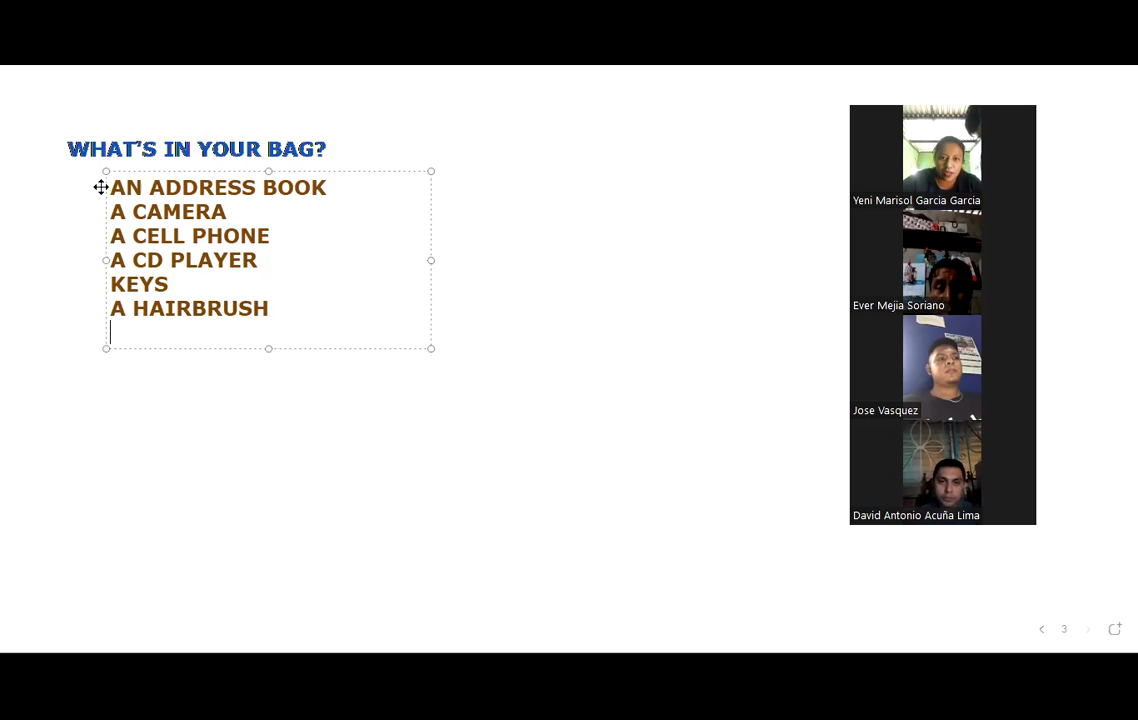 WHAT'S IN YOUR BAG?
AN ADDRESS BOOK
A CAMERA
A CELL PHONE
A CD PLAYER
KEYS
A HAIRBRUSH
Yeni Marisol Garcia Garcia
Ever Mejia Soriano
Jose Vasquez
David Antonio Acuña Lima
3